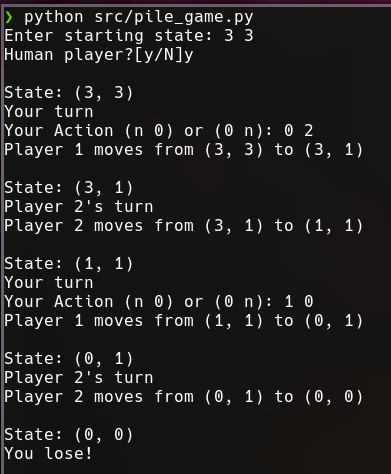 ❯ python src/pile_game.py
Enter starting state: 3 3
Human player?[y/N]y
State: (3, 3)
Your turn
Your Action (n 0) or (0 n): 0 2
Player 1 moves from (3, 3) to (3, 1)
State: (3, 1)
Player 2's turn
Player 2 moves from (3, 1) to (1, 1)
State: (1, 1)
Your turn
Your Action (n 0) or (0 n): 1 0
Player 1 moves from (1, 1) to (0, 1)
State: (0, 1)
Player 2's turn
Player 2 moves from (0, 1) to (0, 0)
State: (0, 0)
You lose!